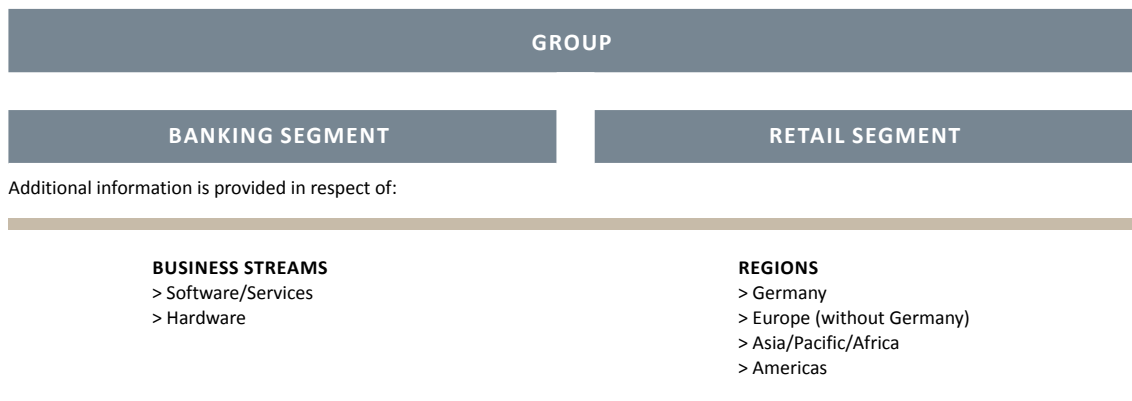 GROUP
BANKING SEGMENT
RETAIL SEGMENT
Additional information is provided in respect of:
BUSINESS STREAMS
> Software/Services
> Hardware
REGIONS
> Germany
> Europe (without Germany)
> Asia/Pacific/Africa
> Americas